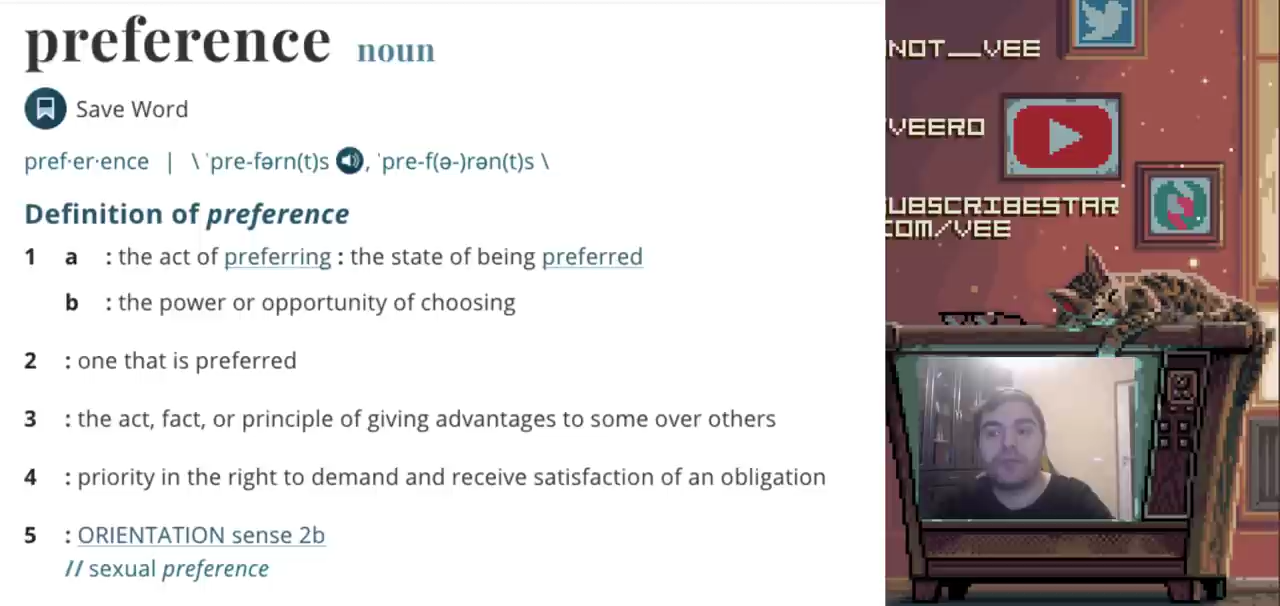 preference noun
Save Word
pref·er·ence | \ ˈpre-fərn(t)s , ˈpre-f(ə-)rən(t)s \
Definition of preference
1 a : the act of preferring : the state of being preferred
b : the power or opportunity of choosing
2 : one that is preferred
3 : the act, fact, or principle of giving advantages to some over others
4 : priority in the right to demand and receive satisfaction of an obligation
5 : ORIENTATION sense 2b
// sexual preference
NOT__VEE
/VEERO
UBSCRIBESTAR
COM/VEE